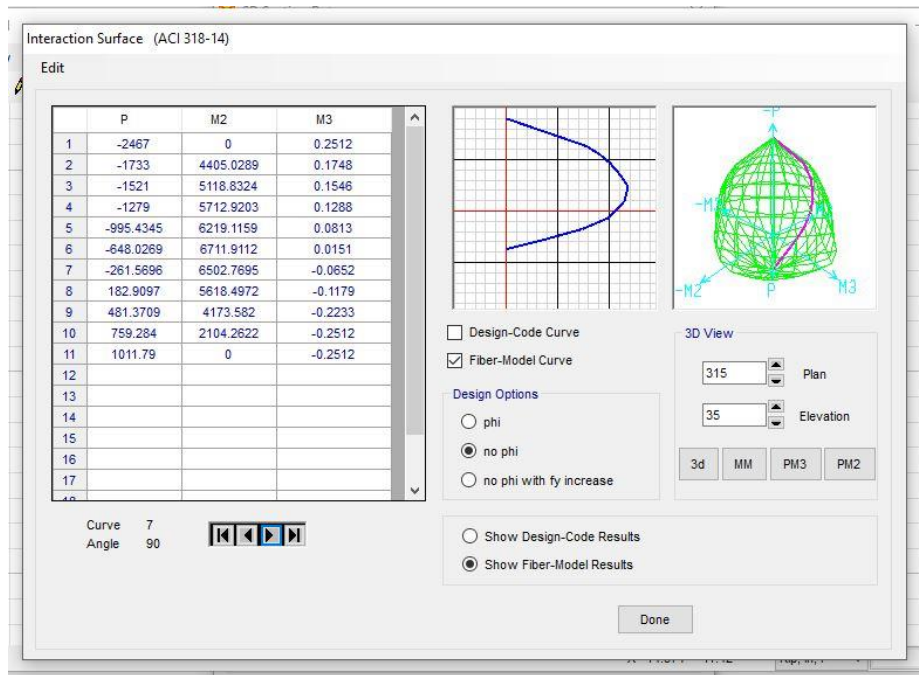 Interaction Surface (ACI 318-14)
Edit
P M2 M3
1 -2467 0 0.2512
2 -1733 4405.0289 0.1748
3 -1521 5118.8324 0.1546
4 -1279 5712.9203 0.1288
5 -995.4345 6219.1159 0.0813
6 -648.0269 6711.9112 0.0151
7 -261.5696 6502.7695 -0.0652
8 182.9097 5618.4972 -0.1179
9 481.3709 4173.582 -0.2233
10 759.284 2104.2622 -0.2512
11 1011.79 0 -0.2512
12
13
14
15
16
17
Curve 7
Angle 90
-P
-M2 P M3
Design-Code Curve
Fiber-Model Curve
Design Options
phi
no phi
no phi with fy increase
3D View
315 Plan
35 Elevation
3d MM PM3 PM2
Show Design-Code Results
Show Fiber-Model Results
Done